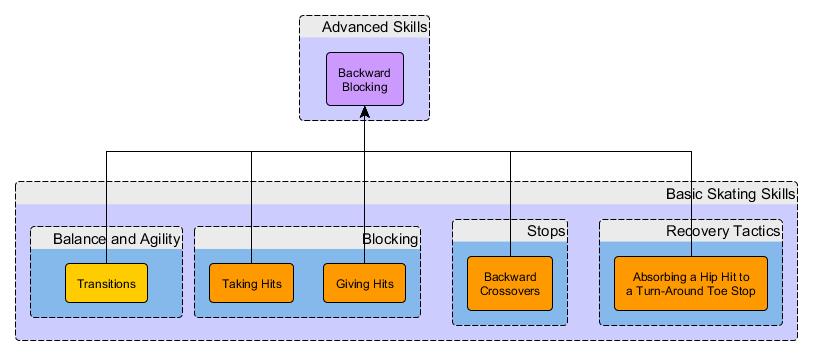 Advanced Skills
Backward
Blocking
Basic Skating Skills
Balance and Agility
Blocking
Stops
Recovery Tactics
Transitions
Taking Hits
Giving Hits
Backward
Crossovers
Absorbing a Hip Hit to
a Turn-Around Toe Stop